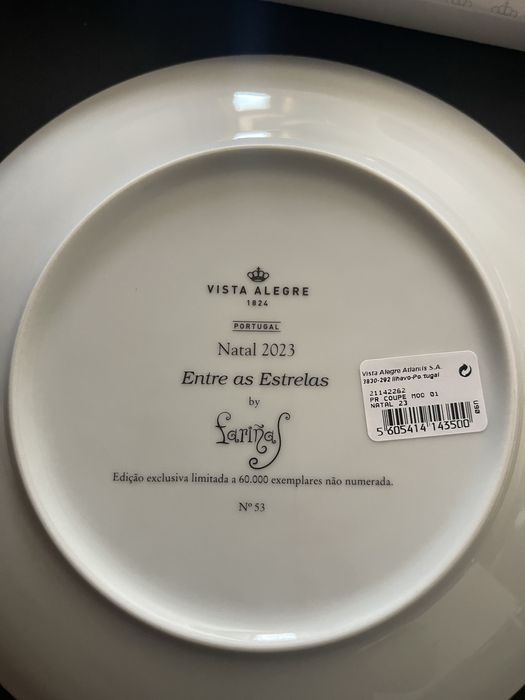 VISTA ALEGRE
1824
PORTUGAL
Natal 2023
Entre as Estrelas
by
fariñas
Edição exclusiva limitada a 60.000 exemplares não numerada.
Nº 53
Vista Alegre Atlantis S.A.
3830-292 Ilhavo-Portugal
21142262
PR COUPE MOD 01
NATAL 23
5 605414 143500